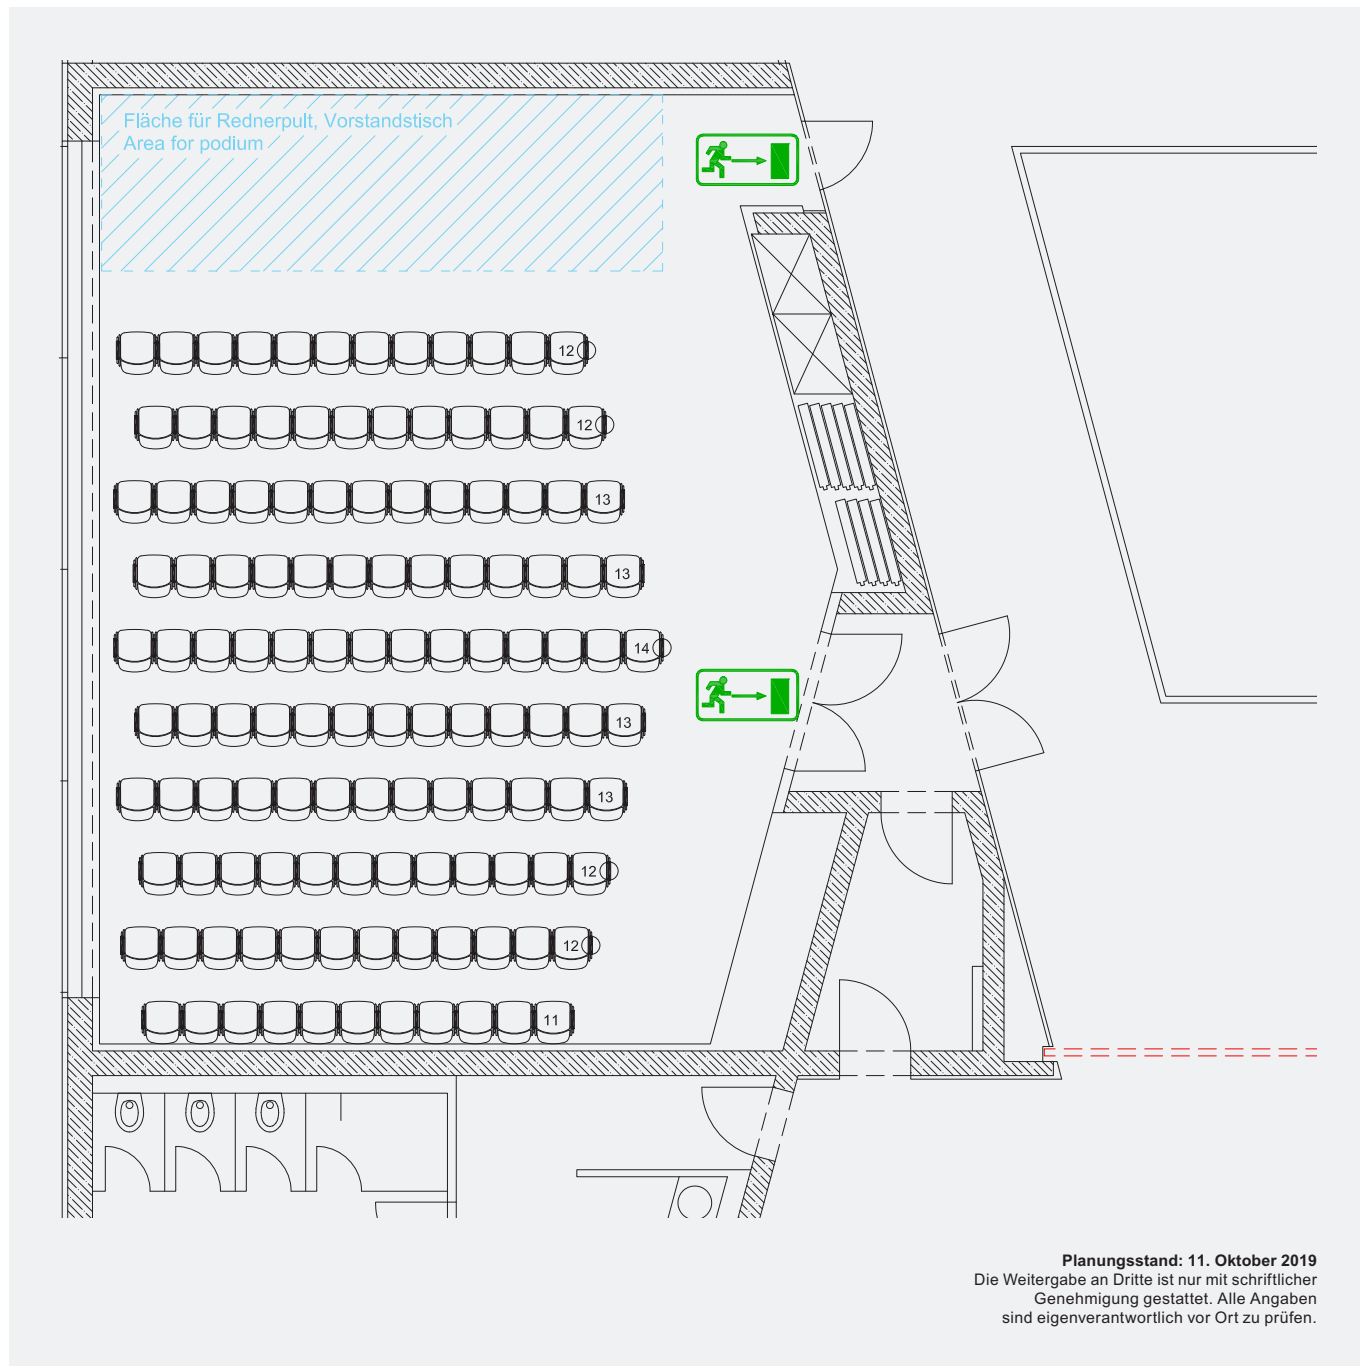 Fläche für Rednerpult, Vorstandstisch
Area for podium
12
12
13
13
14
13
13
12
12
11
Planungsstand: 11. Oktober 2019
Die Weitergabe an Dritte ist nur mit schriftlicher
Genehmigung gestattet. Alle Angaben
sind eigenverantwortlich vor Ort zu prüfen.